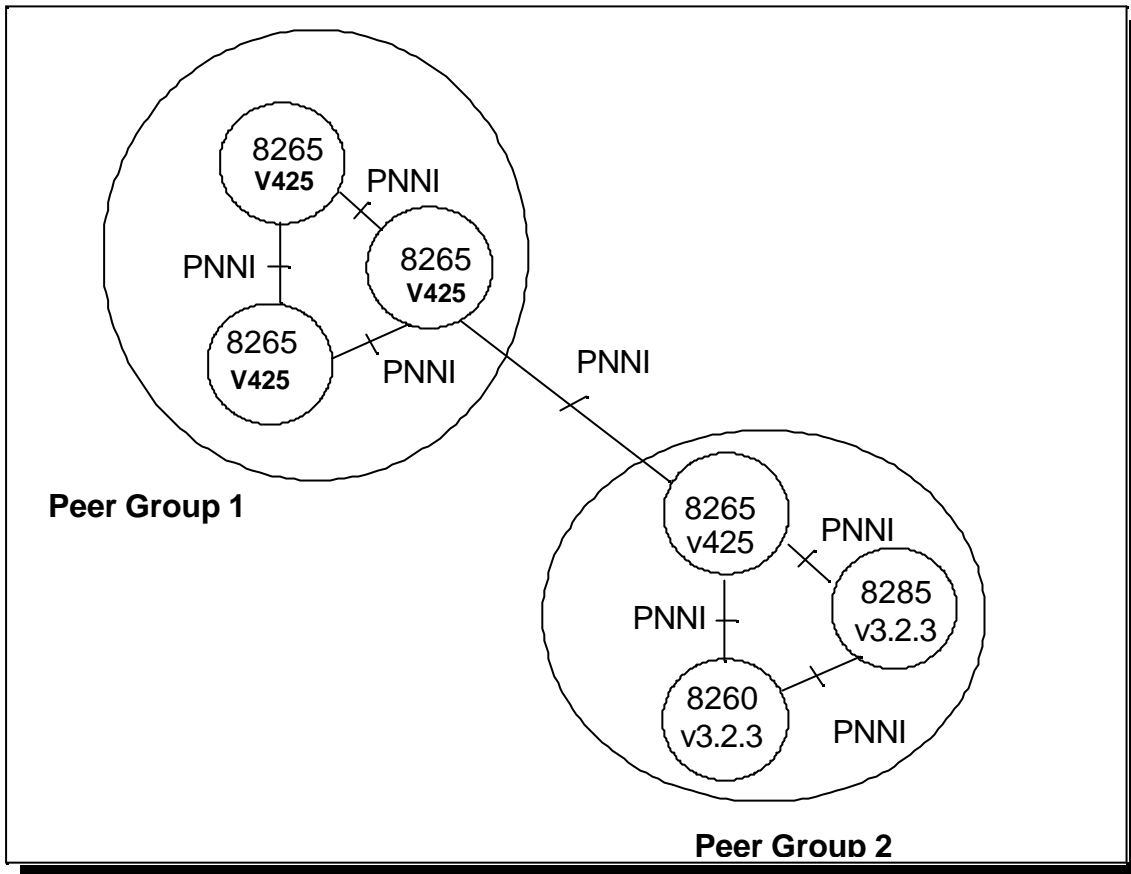 8265
V425
PNNI
8265
V425
PNNI
8265
V425
PNNI
PNNI
Peer Group 1
8265
v425
PNNI
8285
v3.2.3
PNNI
8260
v3.2.3
PNNI
Peer Group 2